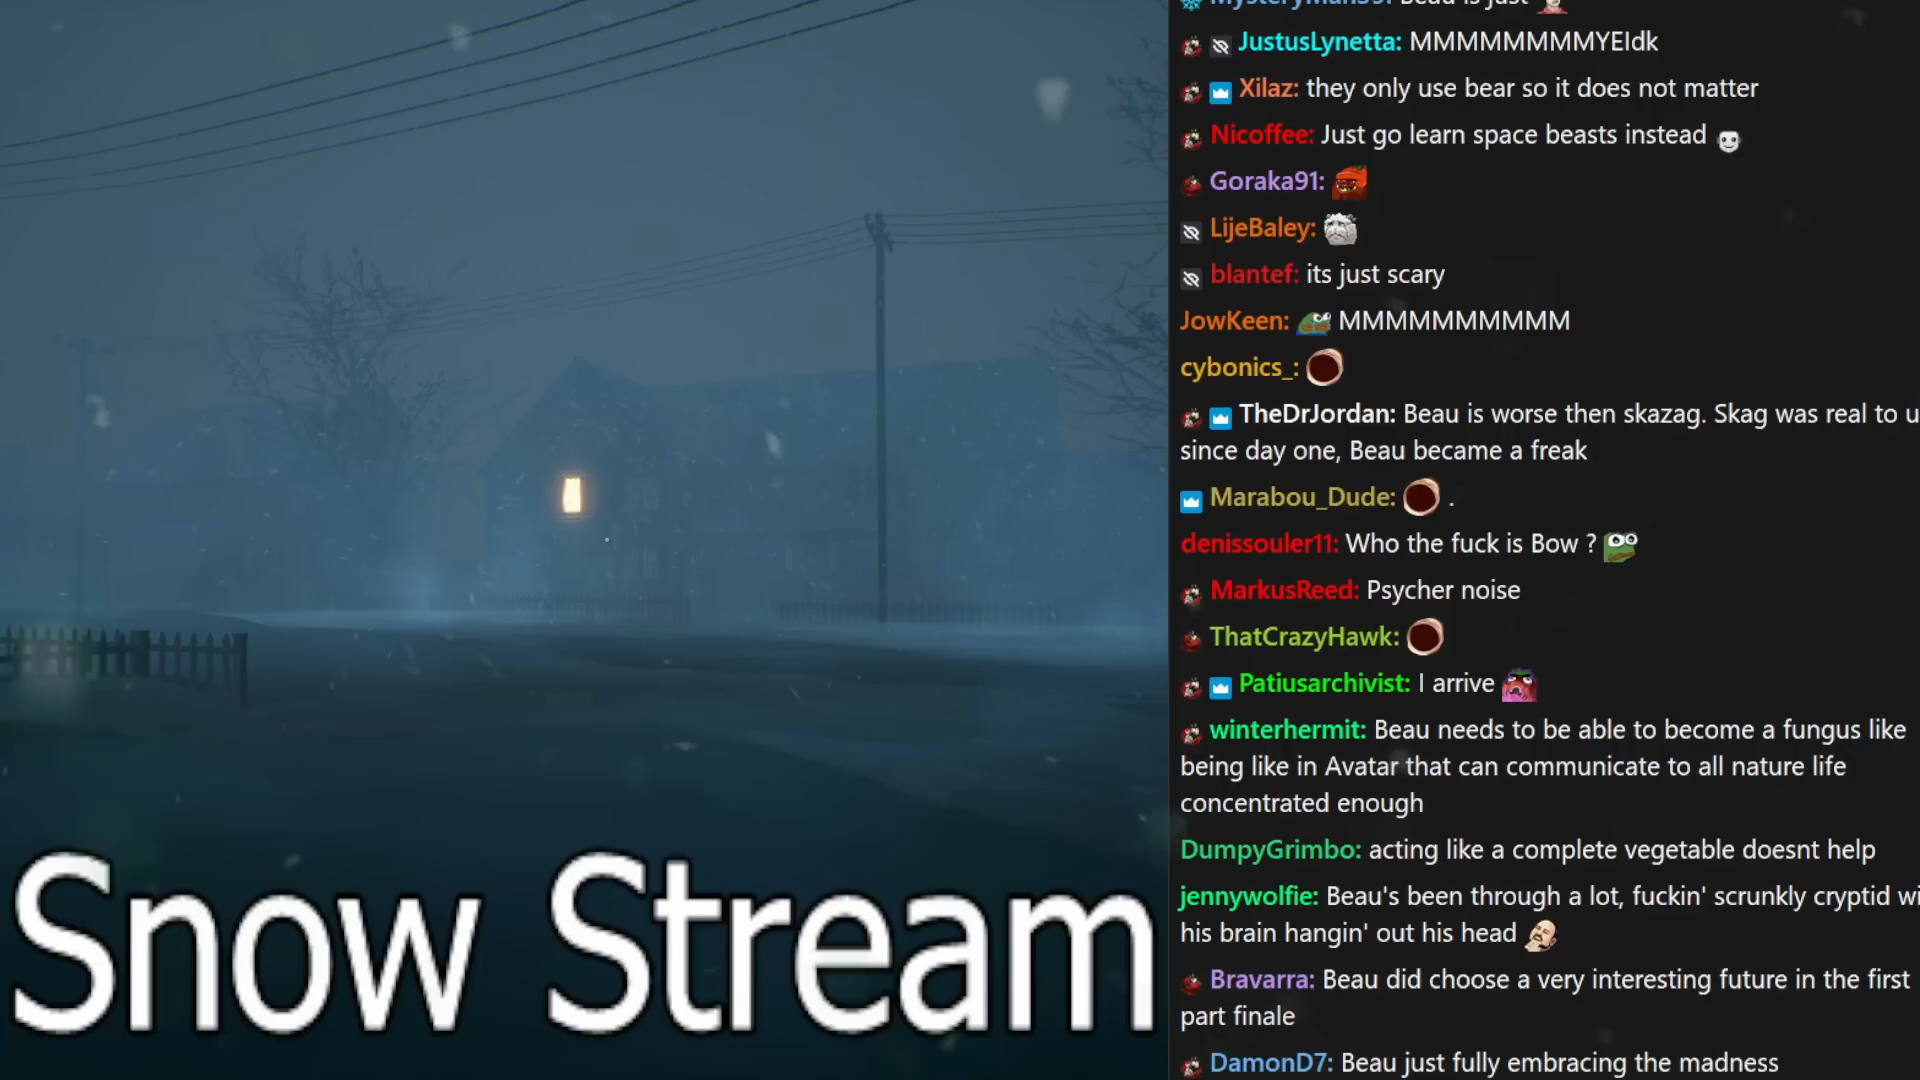 MysteryMan99: Beau is just
JustusLynetta: MMMMMMMMYEIdk
Xilaz: they only use bear so it does not matter
Nicoffee: Just go learn space beasts instead
Goraka91:
LijeBaley:
blantef: its just scary
JowKeen: MMMMMMMMMM
cybonics_:
TheDrJordan: Beau is worse then skazag. Skag was real to u
since day one, Beau became a freak
Marabou_Dude: .
denissouler11: Who the fuck is Bow ?
MarkusReed: Psycher noise
ThatCrazyHawk:
Patiusarchivist: I arrive
winterhermit: Beau needs to be able to become a fungus like
being like in Avatar that can communicate to all nature life
concentrated enough
DumpyGrimbo: acting like a complete vegetable doesnt help
jennywolfie: Beau's been through a lot, fuckin' scrunkly cryptid wi
his brain hangin' out his head
Bravarra: Beau did choose a very interesting future in the first
part finale
DamonD7: Beau just fully embracing the madness
Snow Stream